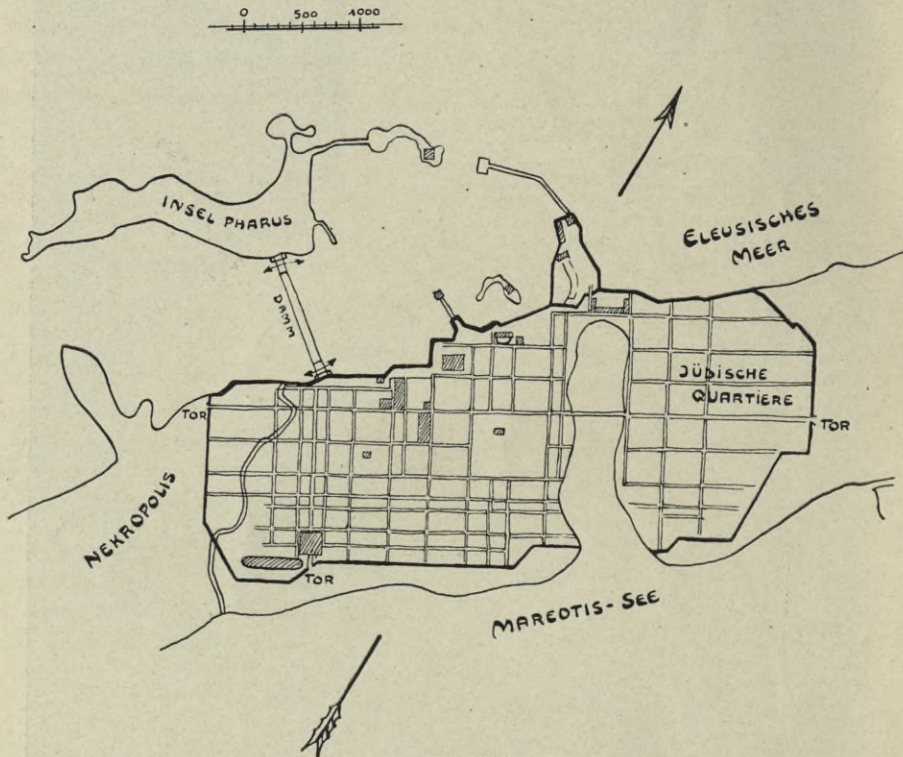 0 500 1000
INSEL PHARUS
ELEUSISCHES
MEER
DAMM
JÜDISCHE
QUARTIERE
TOR
TOR
NEKROPOLIS
TOR
MAREOTIS-SEE